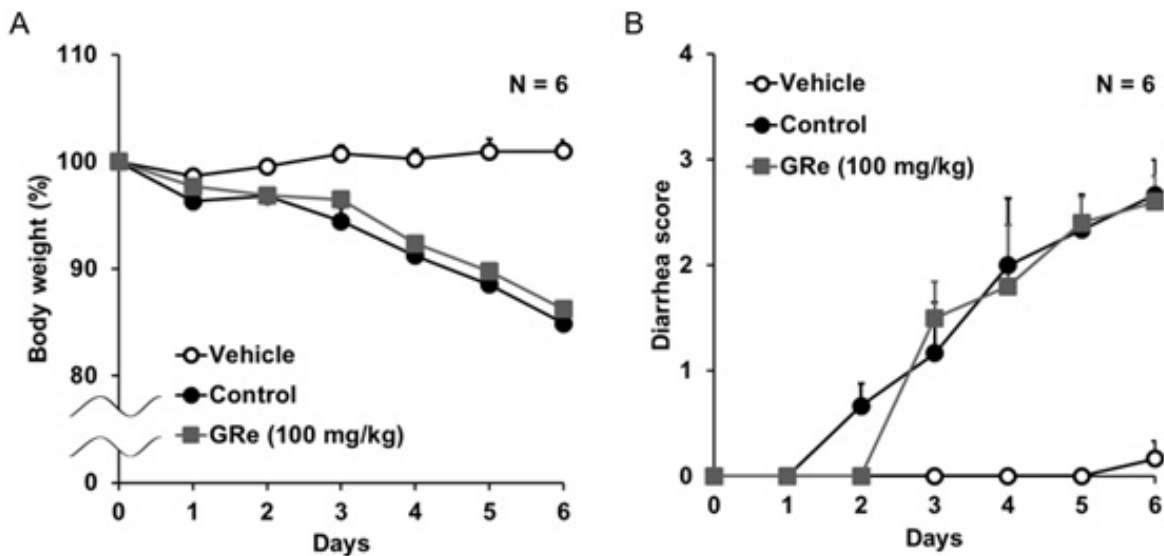 A
110
100
90
80
0
Body weight (%)
N = 6
Vehicle
Control
GRe (100 mg/kg)
0 1 2 3 4 5 6
Days
B
4
3
2
1
0
Diarrhea score
Vehicle
N = 6
Control
GRe (100 mg/kg)
0 1 2 3 4 5 6
Days